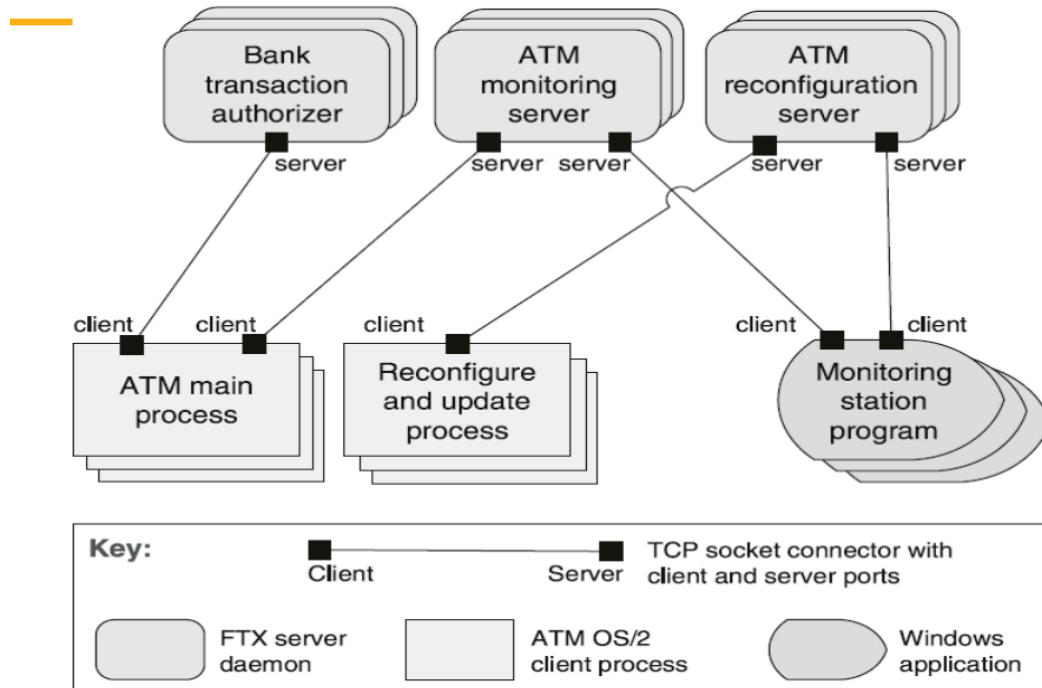 Bank
transaction
authorizer
ATM
monitoring
server
ATM
reconfiguration
server
server
server
server
server
server
client
client
client
client
client
ATM main
process
Reconfigure
and update
process
Monitoring
station
program
Key:
Client
Server
TCP socket connector with
client and server ports
FTX server
daemon
ATM OS/2
client process
Windows
application